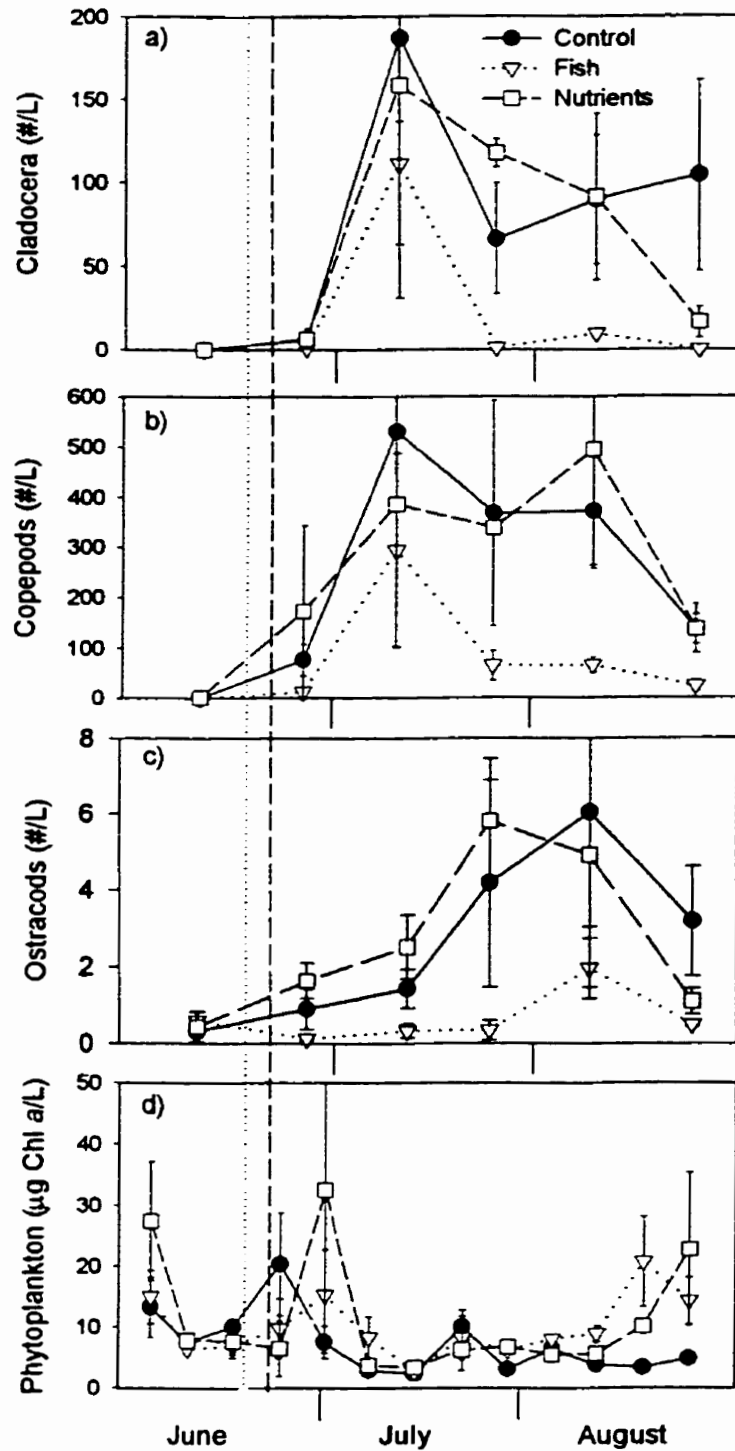 a)
Control
Fish
Nutrients
200
150
100
50
0
Cladocera (#/L)
b)
600
500
400
300
200
100
0
Copepods (#/L)
c)
8
6
4
2
0
Ostracods (#/L)
d)
50
40
30
20
10
0
Phytoplankton (µg Chl a/L)
June July August